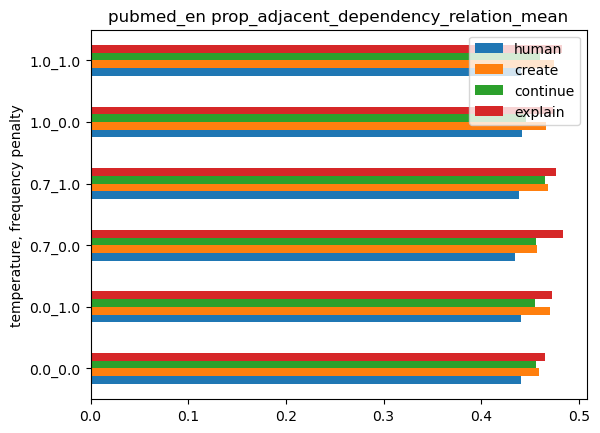 pubmed_en prop_adjacent_dependency_relation_mean
human
create
continue
explain
temperature, frequency penalty
1.0_1.0
1.0_0.0
0.7_1.0
0.7_0.0
0.0_1.0
0.0_0.0
0.0 0.1 0.2 0.3 0.4 0.5